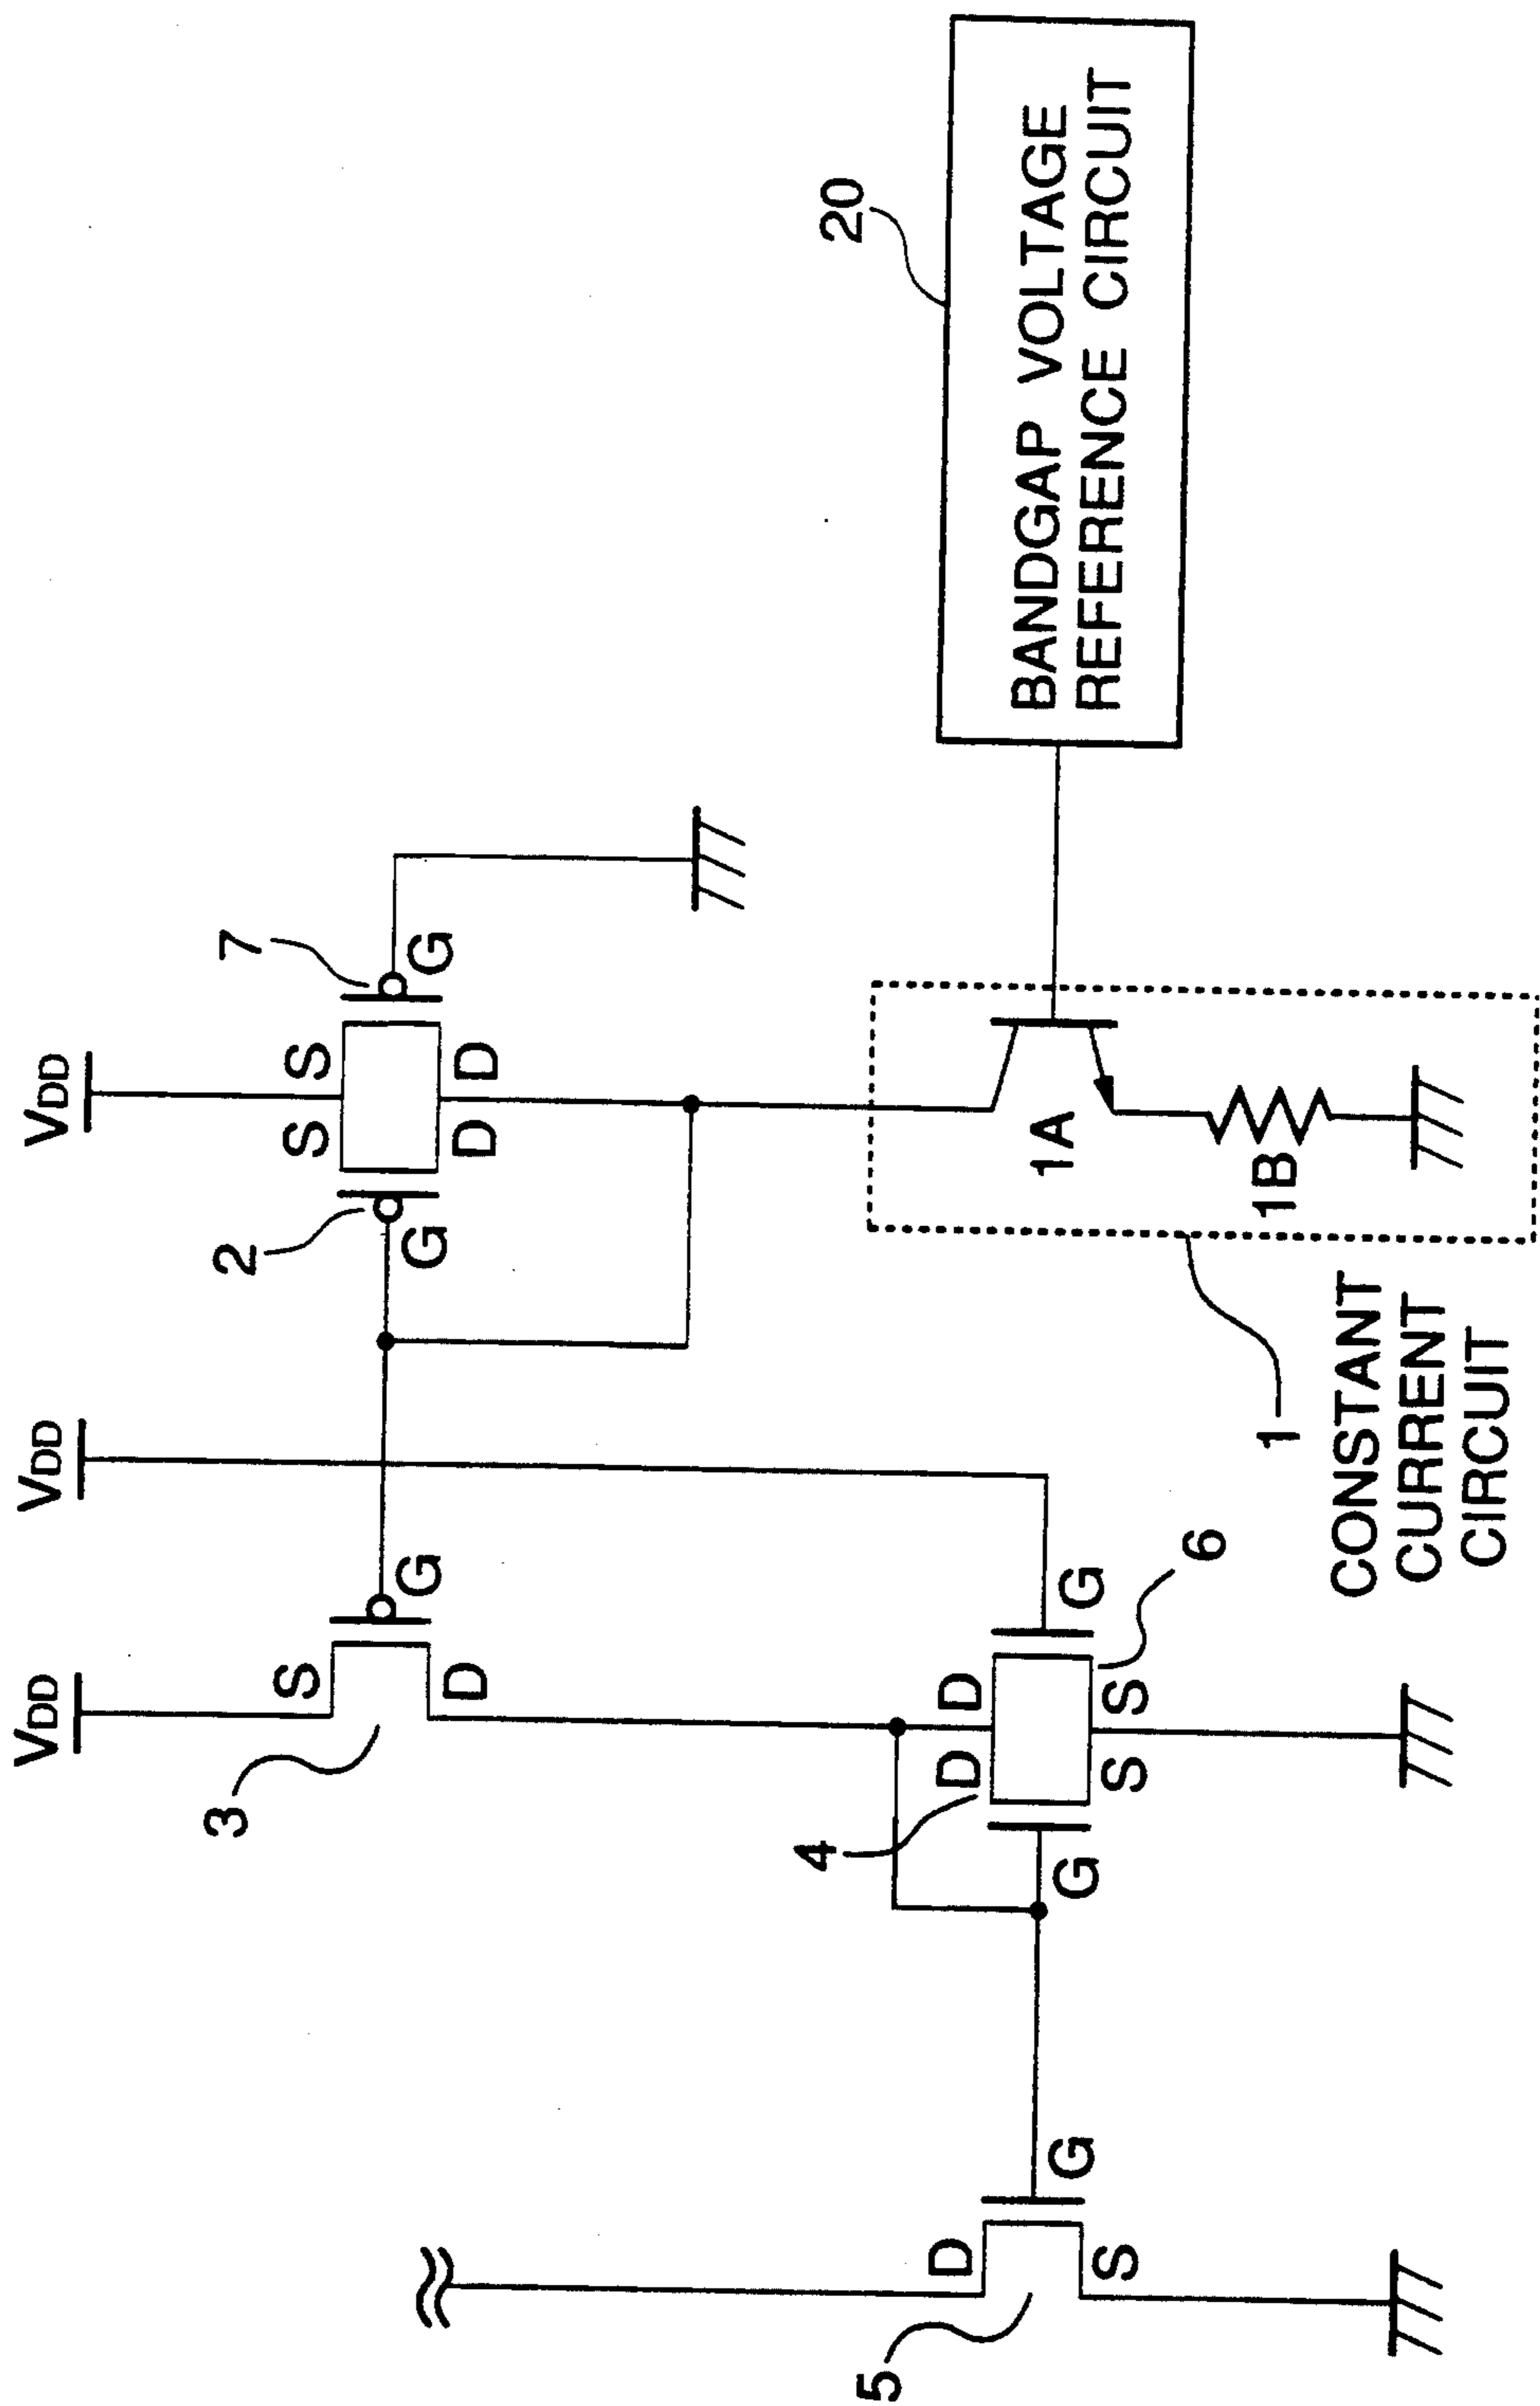 VDD
VDD
VDD
S
S
7
2
G
D
D
G
S
G
D
3
20
BANDGAP VOLTAGE
REFERENCE CIRCUIT
1A
1B
1
CONSTANT
CURRENT
CIRCUIT
D
D
G
6
4
G
S
S
D
G
S
5